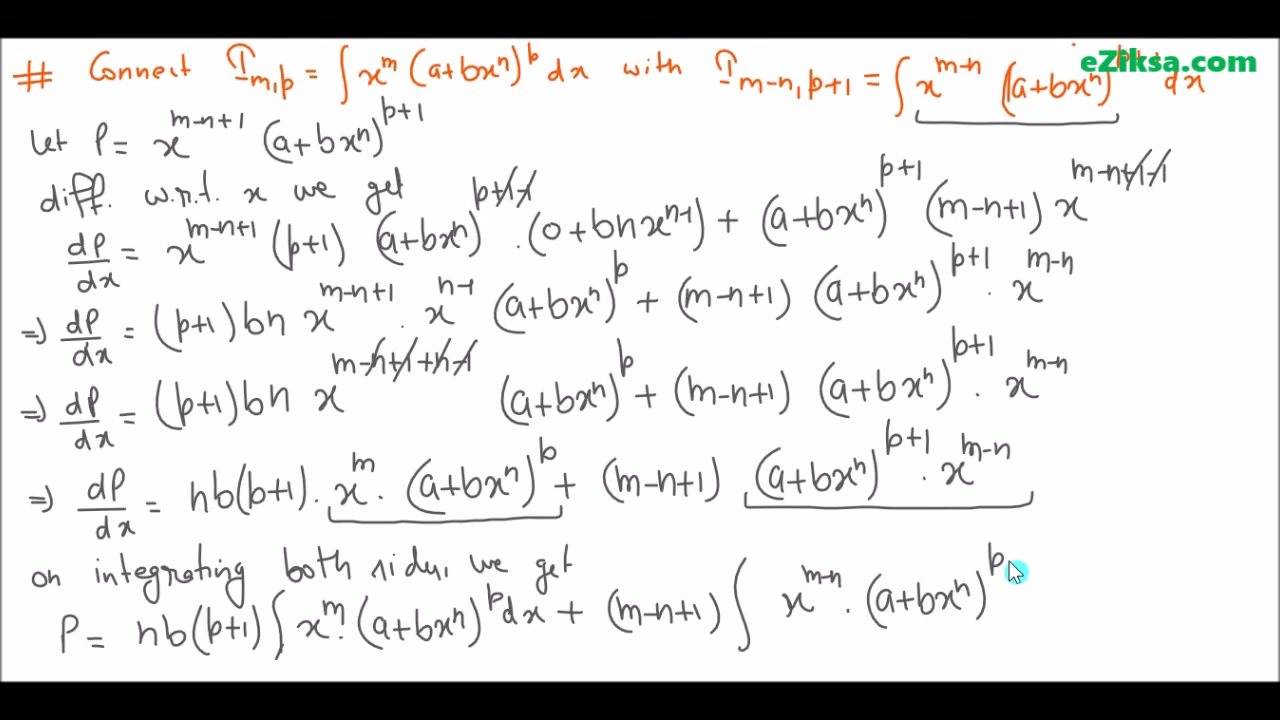 # Connect I_{m,p} = ∫ x^m (a+bx^n)^p dx with I_{m-n, p+1} = ∫ x^{m-n} (a+bx^n) dx
eZiksa.com
Let P = x^{m-n+1} (a+bx^n)^{p+1}
diff. w.r.t. x we get
dP/dx = x^{m-n+1} (p+1) (a+bx^n)^{p+1-1} . (0+bnx^{n-1}) + (a+bx^n)^{p+1} (m-n+1) x^{m-n+1-1}
=> dP/dx = (p+1)bn x^{m-n+1} . x^{n-1} (a+bx^n)^p + (m-n+1) (a+bx^n)^{p+1} . x^{m-n}
=> dP/dx = (p+1)bn x^{m-n+1+n-1} (a+bx^n)^p + (m-n+1) (a+bx^n)^{p+1} . x^{m-n}
=> dP/dx = nb(p+1) . x^m . (a+bx^n)^p + (m-n+1) (a+bx^n)^{p+1} . x^{m-n}
on integrating both sides, we get
P = nb(p+1) ∫ x^m . (a+bx^n)^p dx + (m-n+1) ∫ x^{m-n} . (a+bx^n)^p